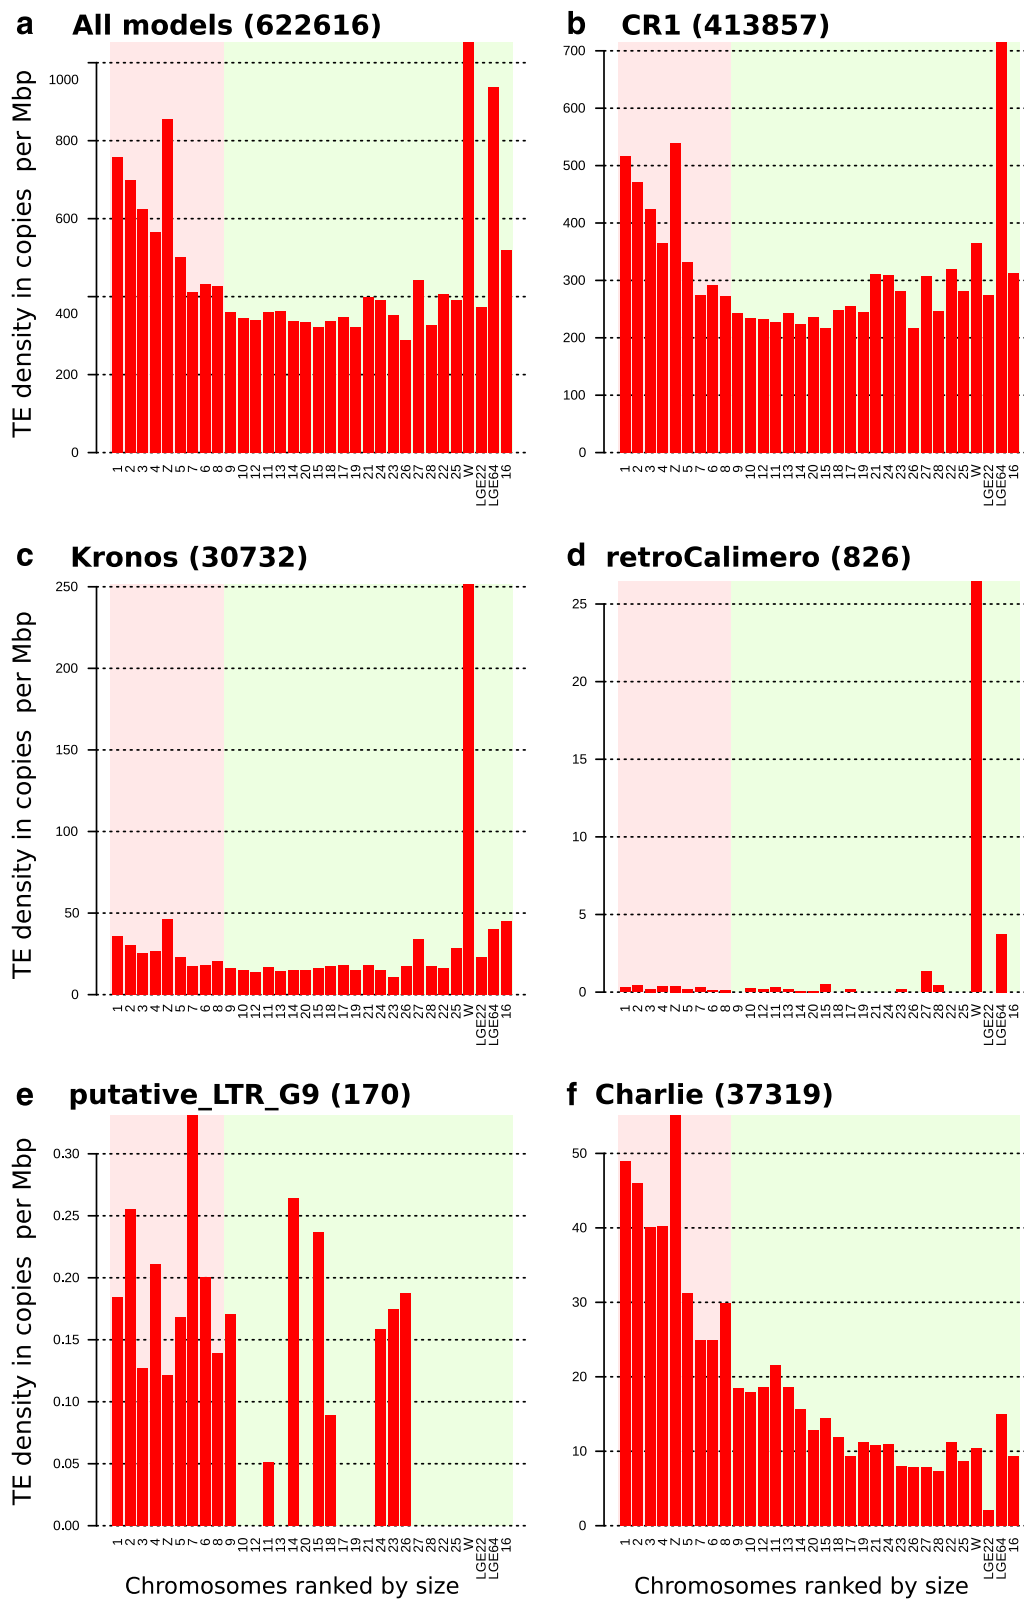 a All models (622616)
TE density in copies per Mbp
1000
800
600
400
200
0
1 2 3 4 Z 5 7 6 8 9 10 12 11 13 14 20 15 18 17 19 21 24 23 26 27 28 22 25 W LGE22 LGE64 16
b CR1 (413857)
700
600
500
400
300
200
100
0
1 2 3 4 Z 5 7 6 8 9 10 12 11 13 14 20 15 18 17 19 21 24 23 26 27 28 22 25 W LGE22 LGE64 16
c Kronos (30732)
TE density in copies per Mbp
250
200
150
100
50
0
1 2 3 4 Z 5 7 6 8 9 10 12 11 13 14 20 15 18 17 19 21 24 23 26 27 28 22 25 W LGE22 LGE64 16
d retroCalimero (826)
25
20
15
10
5
0
1 2 3 4 Z 5 7 6 8 9 10 12 11 13 14 20 15 18 17 19 21 24 23 26 27 28 22 25 W LGE22 LGE64 16
e putative_LTR_G9 (170)
TE density in copies per Mbp
0.30
0.25
0.20
0.15
0.10
0.05
0.00
1 2 3 4 Z 5 7 6 8 9 10 12 11 13 14 20 15 18 17 19 21 24 23 26 27 28 22 25 W LGE22 LGE64 16
Chromosomes ranked by size
f Charlie (37319)
50
40
30
20
10
0
1 2 3 4 Z 5 7 6 8 9 10 12 11 13 14 20 15 18 17 19 21 24 23 26 27 28 22 25 W LGE22 LGE64 16
Chromosomes ranked by size